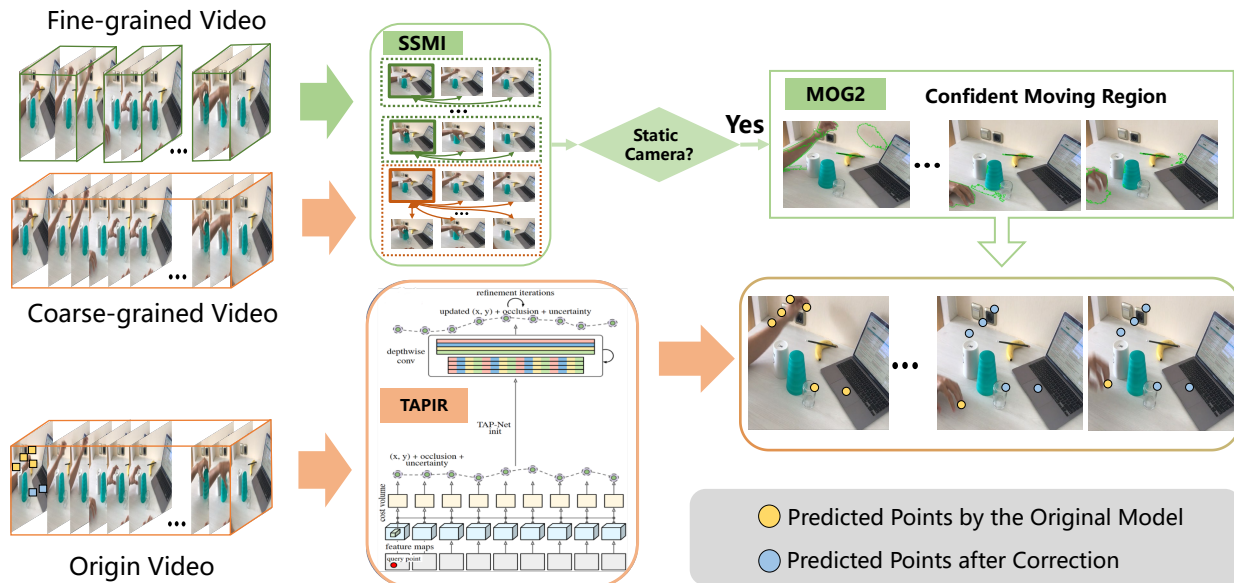 Fine-grained Video
...
Coarse-grained Video
...
Origin Video
...
SSMI
...
...
Static
Camera?
Yes
MOG2
Confident Moving Region
...
refinement iterations
updated (x, y) + occlusion + uncertainty
depthwise
conv
TAPIR
TAP-Net
init
(x, y) + occlusion +
uncertainty
cost volume
feature maps
query point
...
Predicted Points by the Original Model
Predicted Points after Correction